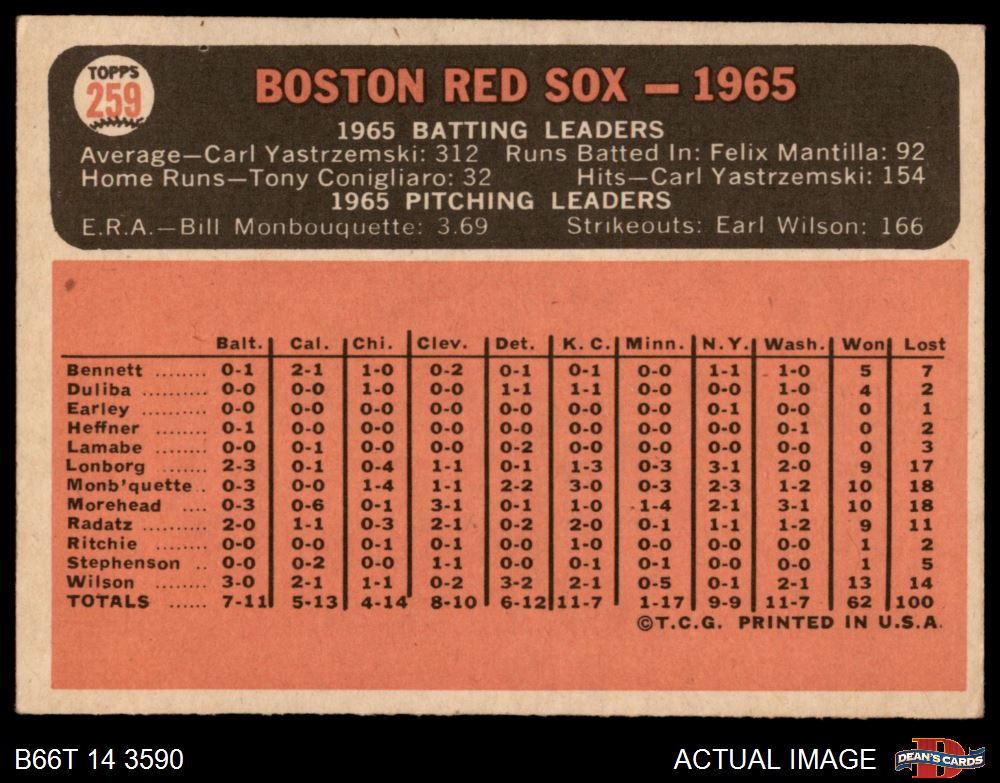 TOPPS
259
BOSTON RED SOX — 1965
1965 BATTING LEADERS
Average—Carl Yastrzemski: 312 Runs Batted In: Felix Mantilla: 92
Home Runs—Tony Conigliaro: 32 Hits—Carl Yastrzemski: 154
1965 PITCHING LEADERS
E.R.A.—Bill Monbouquette: 3.69 Strikeouts: Earl Wilson: 166
Balt. Cal. Chi. Clev. Det. K. C. Minn. N.Y. Wash. Won Lost
Bennett ........ 0-1 2-1 1-0 0-2 0-1 0-1 0-0 1-1 1-0 5 7
Duliba ......... 0-0 0-0 1-0 0-0 1-1 1-1 0-0 0-0 1-0 4 2
Earley ......... 0-0 0-0 0-0 0-0 0-0 0-0 0-0 0-1 0-0 0 1
Heffner ........ 0-1 0-0 0-0 0-0 0-0 0-0 0-0 0-0 0-1 0 2
Lamabe ........ 0-0 0-1 0-0 0-0 0-2 0-0 0-0 0-0 0-0 0 3
Lonborg ....... 2-3 0-1 0-4 1-1 0-1 1-3 0-3 3-1 2-0 9 17
Monb'quette.. 0-3 0-0 1-4 1-1 2-2 3-0 0-3 2-3 1-2 10 18
Morehead .... 0-3 0-6 0-1 3-1 0-1 1-0 1-4 2-1 3-1 10 18
Radatz ......... 2-0 1-1 0-3 2-1 0-2 2-0 0-1 1-1 1-2 9 11
Ritchie ........ 0-0 0-0 0-1 0-1 0-0 1-0 0-0 0-0 0-0 1 2
Stephenson .. 0-0 0-2 0-0 1-1 0-0 0-1 0-1 0-0 0-0 1 5
Wilson ......... 3-0 2-1 1-1 0-2 3-2 2-1 0-5 0-1 2-1 13 14
TOTALS ...... 7-11 5-13 4-14 8-10 6-12 11-7 1-17 9-9 11-7 62 100
©T.C.G. PRINTED IN U.S.A.
B66T 14 3590 ACTUAL IMAGE
D
DEAN'S CARDS